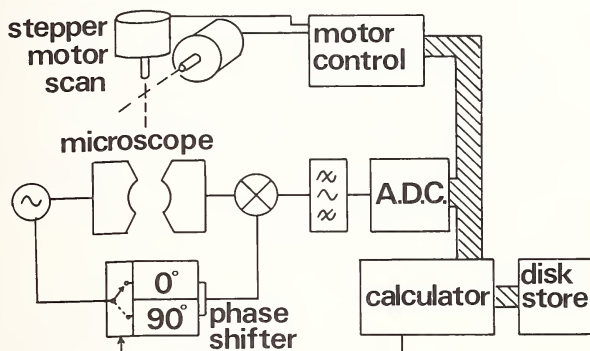 stepper
motor
scan
motor
control
microscope
A.D.C.
0°
90°
phase
shifter
calculator
disk
store